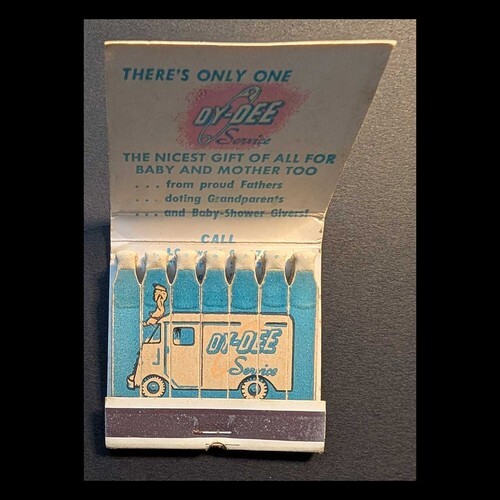 THERE'S ONLY ONE
DY-DEE
Service
THE NICEST GIFT OF ALL FOR
BABY AND MOTHER TOO
. . . from proud Fathers
. . . doting Grandparents
. . . and Baby-Shower Givers!
CALL
DY-DEE
Service